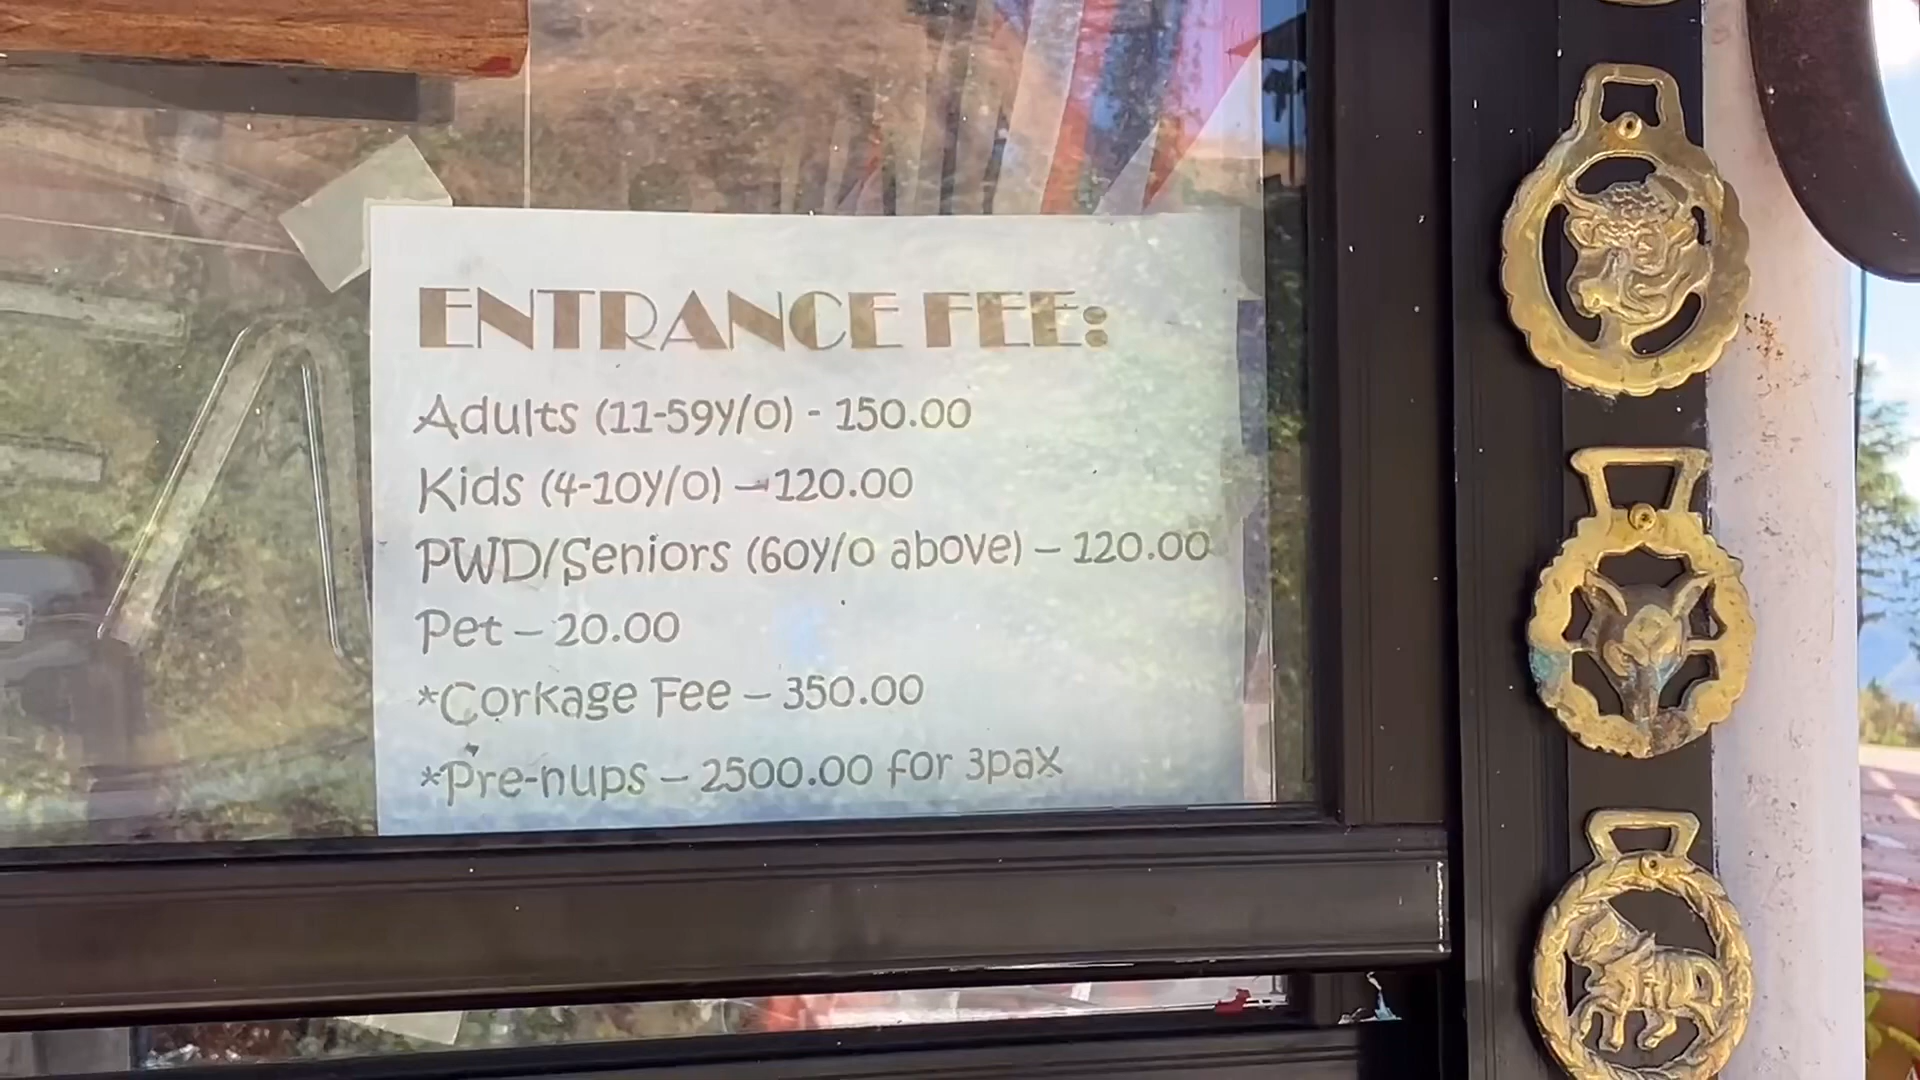 ENTRANCE FEE:
Adults (11-59y/o) - 150.00
Kids (4-10y/o) – 120.00
PWD/Seniors (60y/o above) – 120.00
Pet – 20.00
*Corkage Fee – 350.00
*Pre-nups – 2500.00 for 3pax